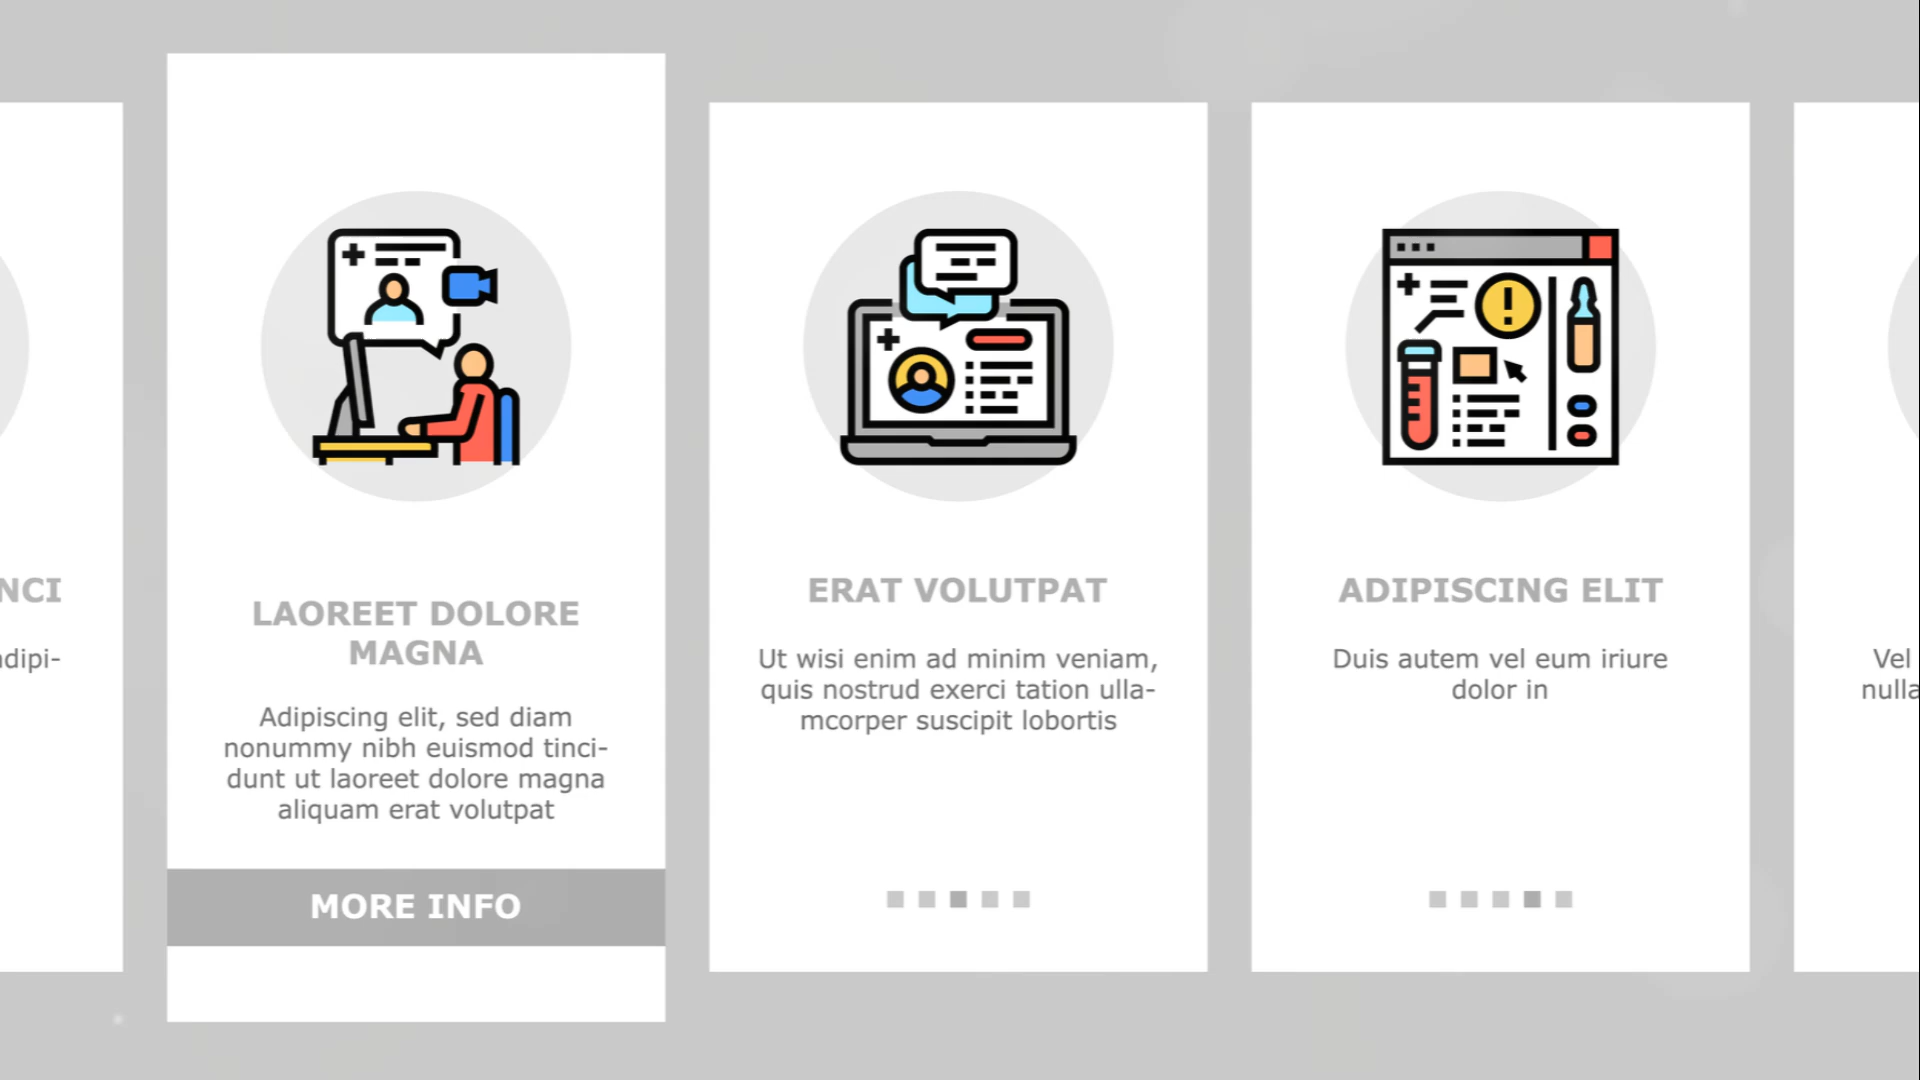 NCI
dipi-
LAOREET DOLORE
MAGNA
Adipiscing elit, sed diam
nonummy nibh euismod tinci-
dunt ut laoreet dolore magna
aliquam erat volutpat
MORE INFO
ERAT VOLUTPAT
Ut wisi enim ad minim veniam,
quis nostrud exerci tation ulla-
mcorper suscipit lobortis
ADIPISCING ELIT
Duis autem vel eum iriure
dolor in
Vel
nulla